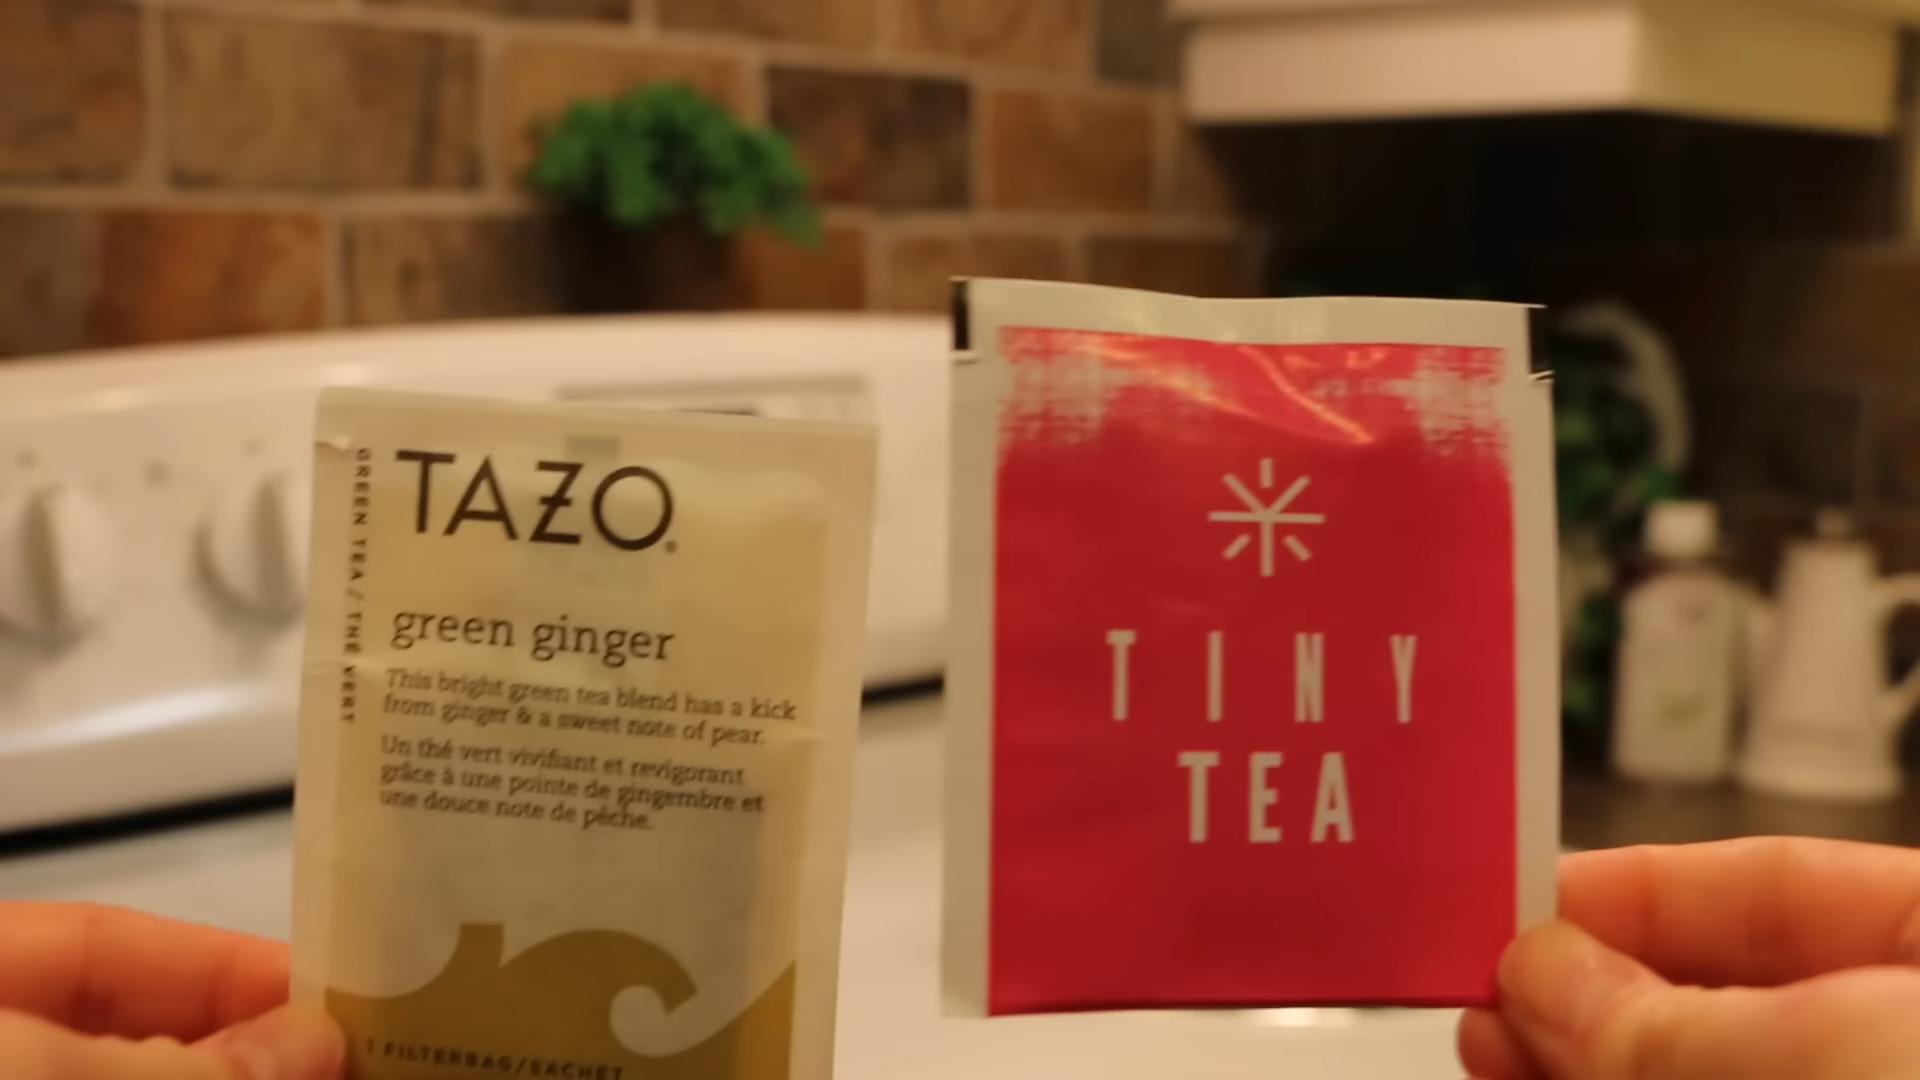 GREEN TEA / THÉ VERT
TAZO®
green ginger
This bright green tea blend has a kick
from ginger & a sweet note of pear.
Un thé vert vivifiant et revigorant
grâce à une pointe de gingembre et
une douce note de pêche.
1 FILTERBAG/SACHET
TINY
TEA